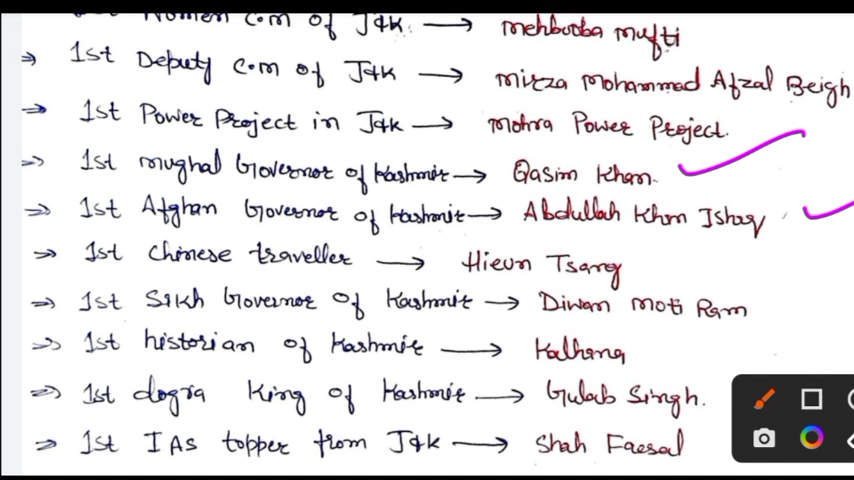 Women C.M of J&K → Mehbooba Mufti
⇒ 1st Deputy C.M of J&K → Mirza Mohammad Afzal Beigh
⇒ 1st Power Project in J&K → Mohra Power Project.
⇒ 1st Mughal Governor of Kashmir → Qasim Khan.
⇒ 1st Afghan Governor of Kashmir → Abdullah Khan Ishaq
⇒ 1st Chinese traveller → Hieun Tsang
⇒ 1st Sikh Governor of Kashmir → Diwan Moti Ram
⇒ 1st historian of Kashmir → Kalhana
⇒ 1st dogra King of Kashmir → Gulab Singh.
⇒ 1st IAS topper from J&K → Shah Faesal